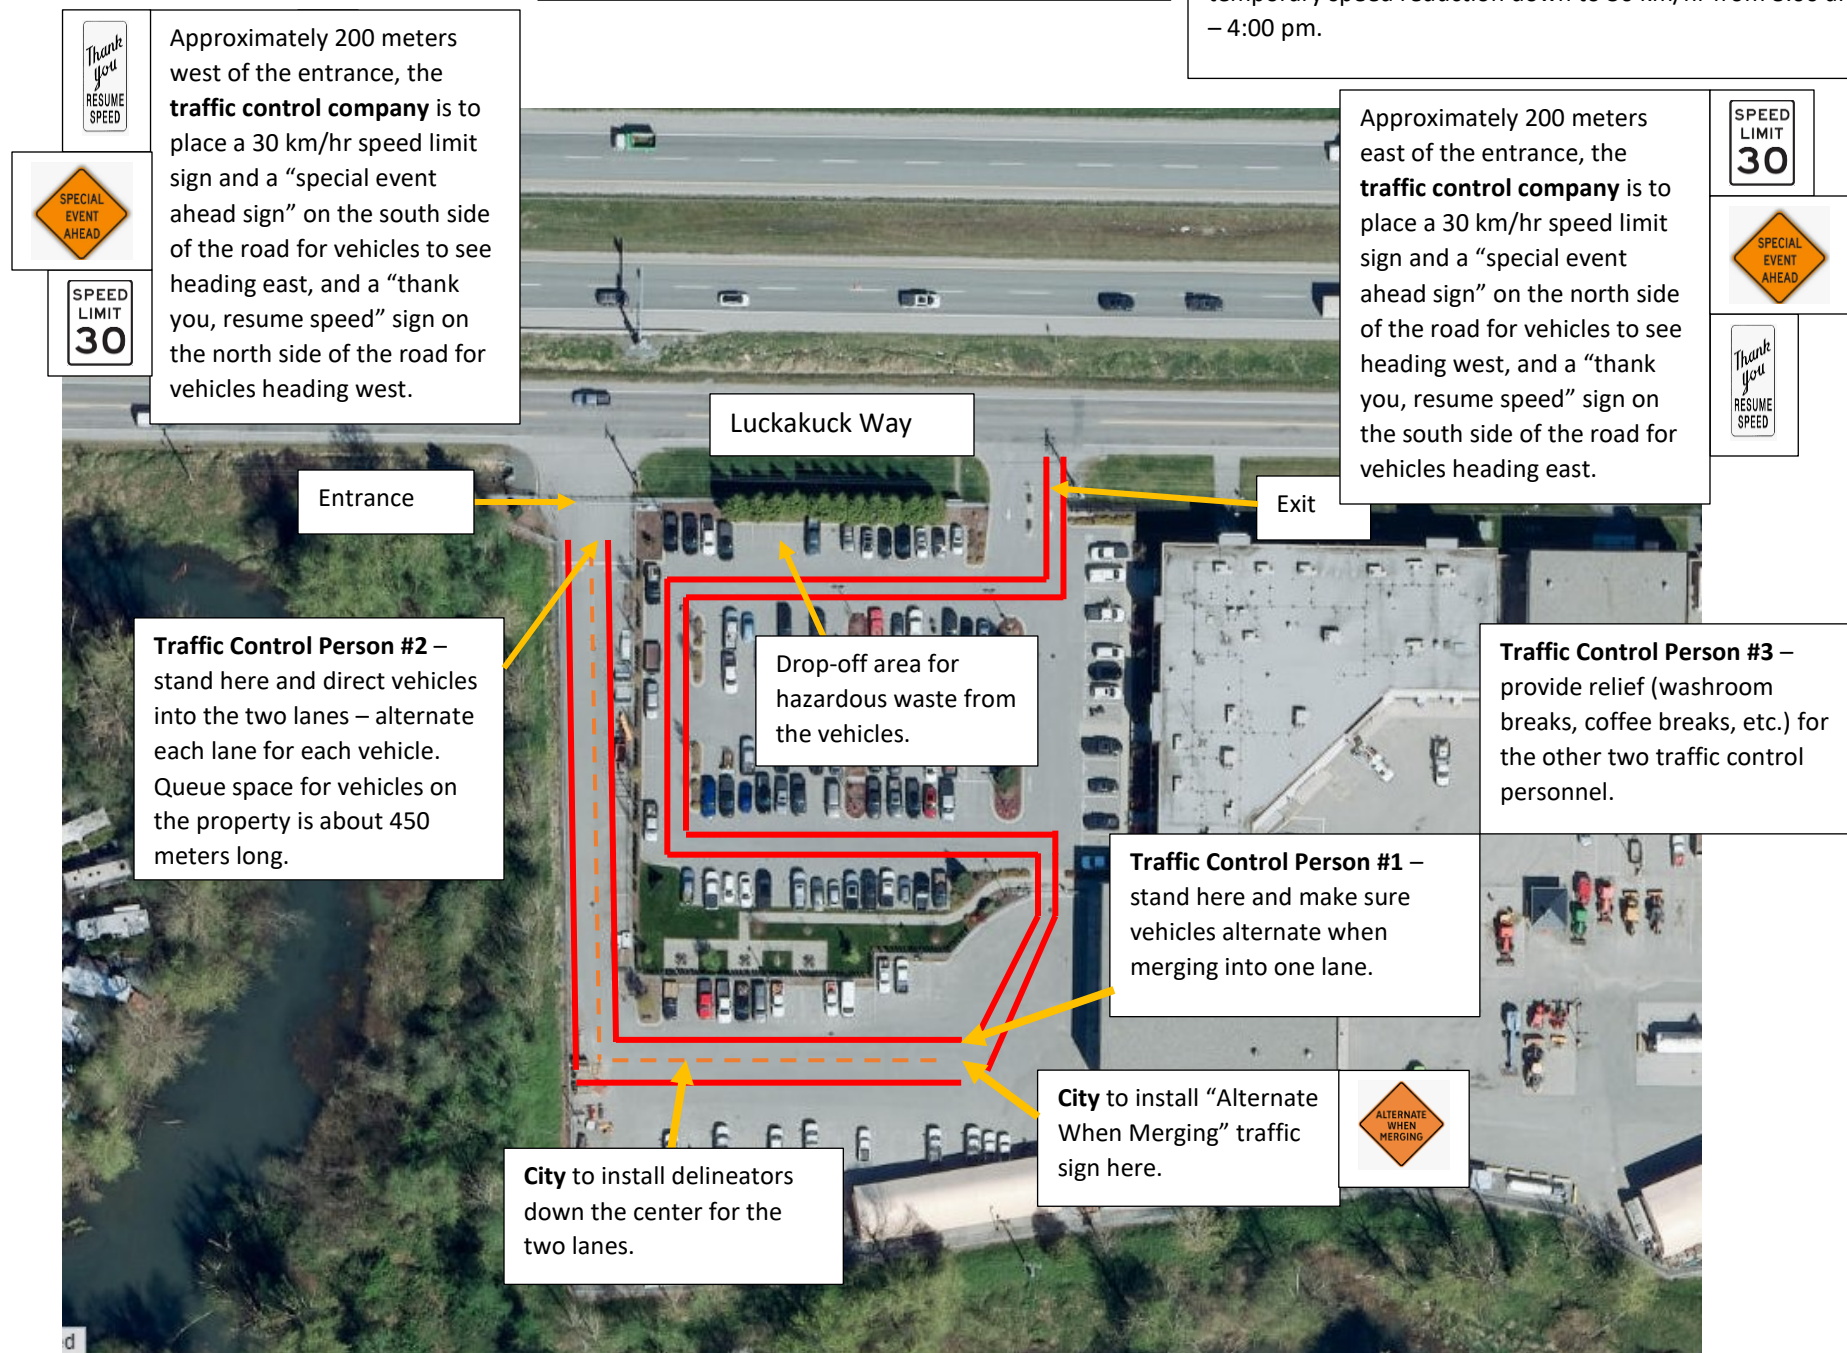 temporary speed reduction down to 30 km/hr from
– 4:00 pm.
Thank
you
RESUME
SPEED
SPECIAL
EVENT
AHEAD
SPEED
LIMIT
30
Approximately 200 meters
west of the entrance, the
traffic control company is to
place a 30 km/hr speed limit
sign and a “special event
ahead sign” on the south side
of the road for vehicles to see
heading east, and a “thank
you, resume speed” sign on
the north side of the road for
vehicles heading west.
Approximately 200 meters
east of the entrance, the
traffic control company is to
place a 30 km/hr speed limit
sign and a “special event
ahead sign” on the north side
of the road for vehicles to see
heading west, and a “thank
you, resume speed” sign on
the south side of the road for
vehicles heading east.
SPEED
LIMIT
30
SPECIAL
EVENT
AHEAD
Thank
you
RESUME
SPEED
Luckakuck Way
Entrance
Exit
Traffic Control Person #2 –
stand here and direct vehicles
into the two lanes – alternate
each lane for each vehicle.
Queue space for vehicles on
the property is about 450
meters long.
Drop-off area for
hazardous waste from
the vehicles.
Traffic Control Person #3 –
provide relief (washroom
breaks, coffee breaks, etc.) for
the other two traffic control
personnel.
Traffic Control Person #1 –
stand here and make sure
vehicles alternate when
merging into one lane.
City to install “Alternate
When Merging” traffic
sign here.
ALTERNATE
WHEN
MERGING
City to install delineators
down the center for the
two lanes.